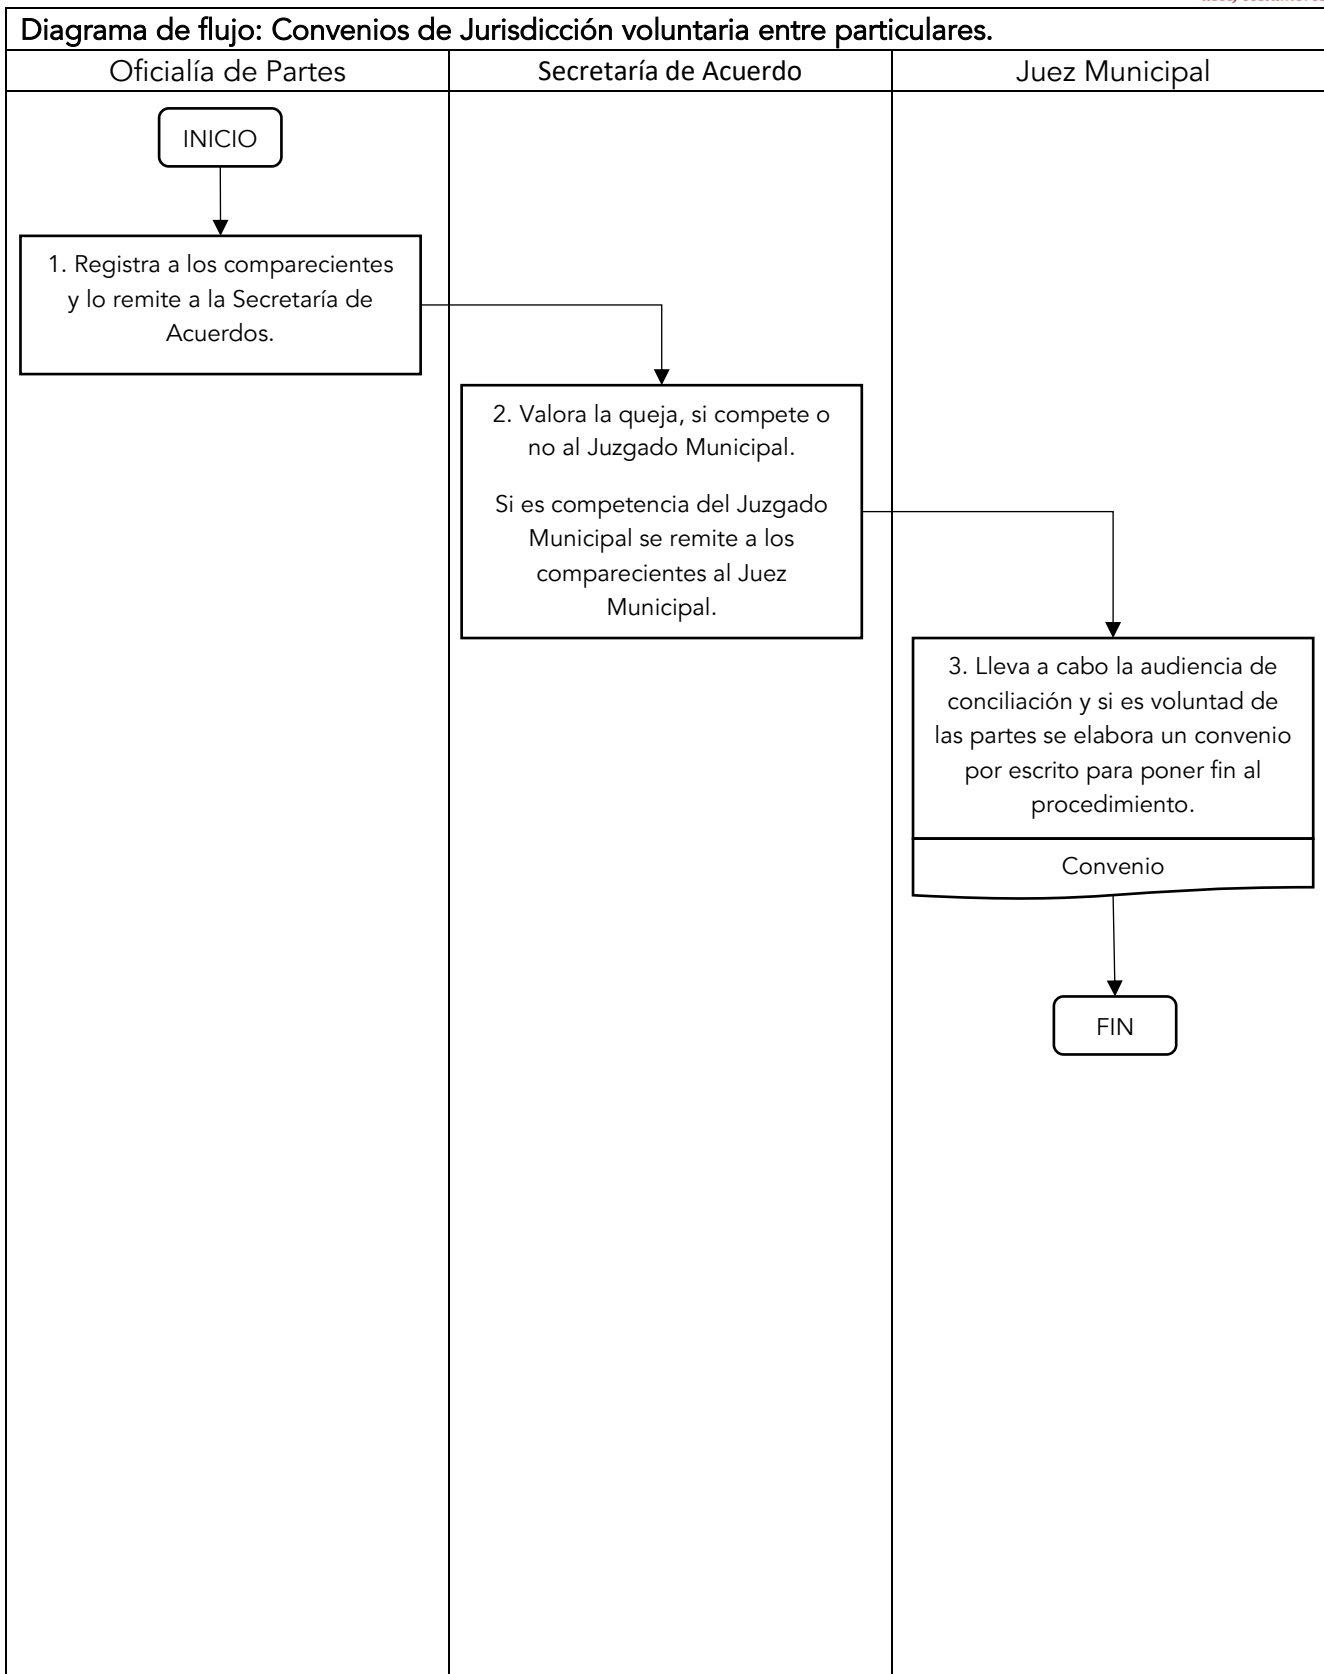 Diagrama de flujo: Convenios de Jurisdicción voluntaria entre particulares.
Oficialía de Partes
Secretaría de Acuerdo
Juez Municipal
INICIO
1. Registra a los comparecientes
y lo remite a la Secretaría de
Acuerdos.
2. Valora la queja, si compete o
no al Juzgado Municipal.
Si es competencia del Juzgado
Municipal se remite a los
comparecientes al Juez
Municipal.
3. Lleva a cabo la audiencia de
conciliación y si es voluntad de
las partes se elabora un convenio
por escrito para poner fin al
procedimiento.
Convenio
FIN